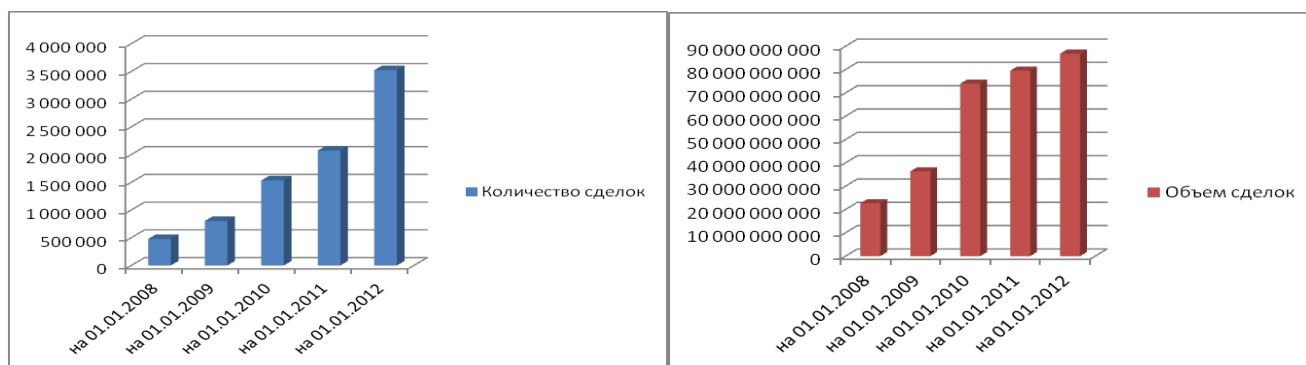 4 000 000
3 500 000
3 000 000
2 500 000
2 000 000
1 500 000
1 000 000
500 000
0
на 01.01.2008
на 01.01.2009
на 01.01.2010
на 01.01.2011
на 01.01.2012
Количество сделок
90 000 000 000
80 000 000 000
70 000 000 000
60 000 000 000
50 000 000 000
40 000 000 000
30 000 000 000
20 000 000 000
10 000 000 000
0
на 01.01.2008
на 01.01.2009
на 01.01.2010
на 01.01.2011
на 01.01.2012
Объем сделок